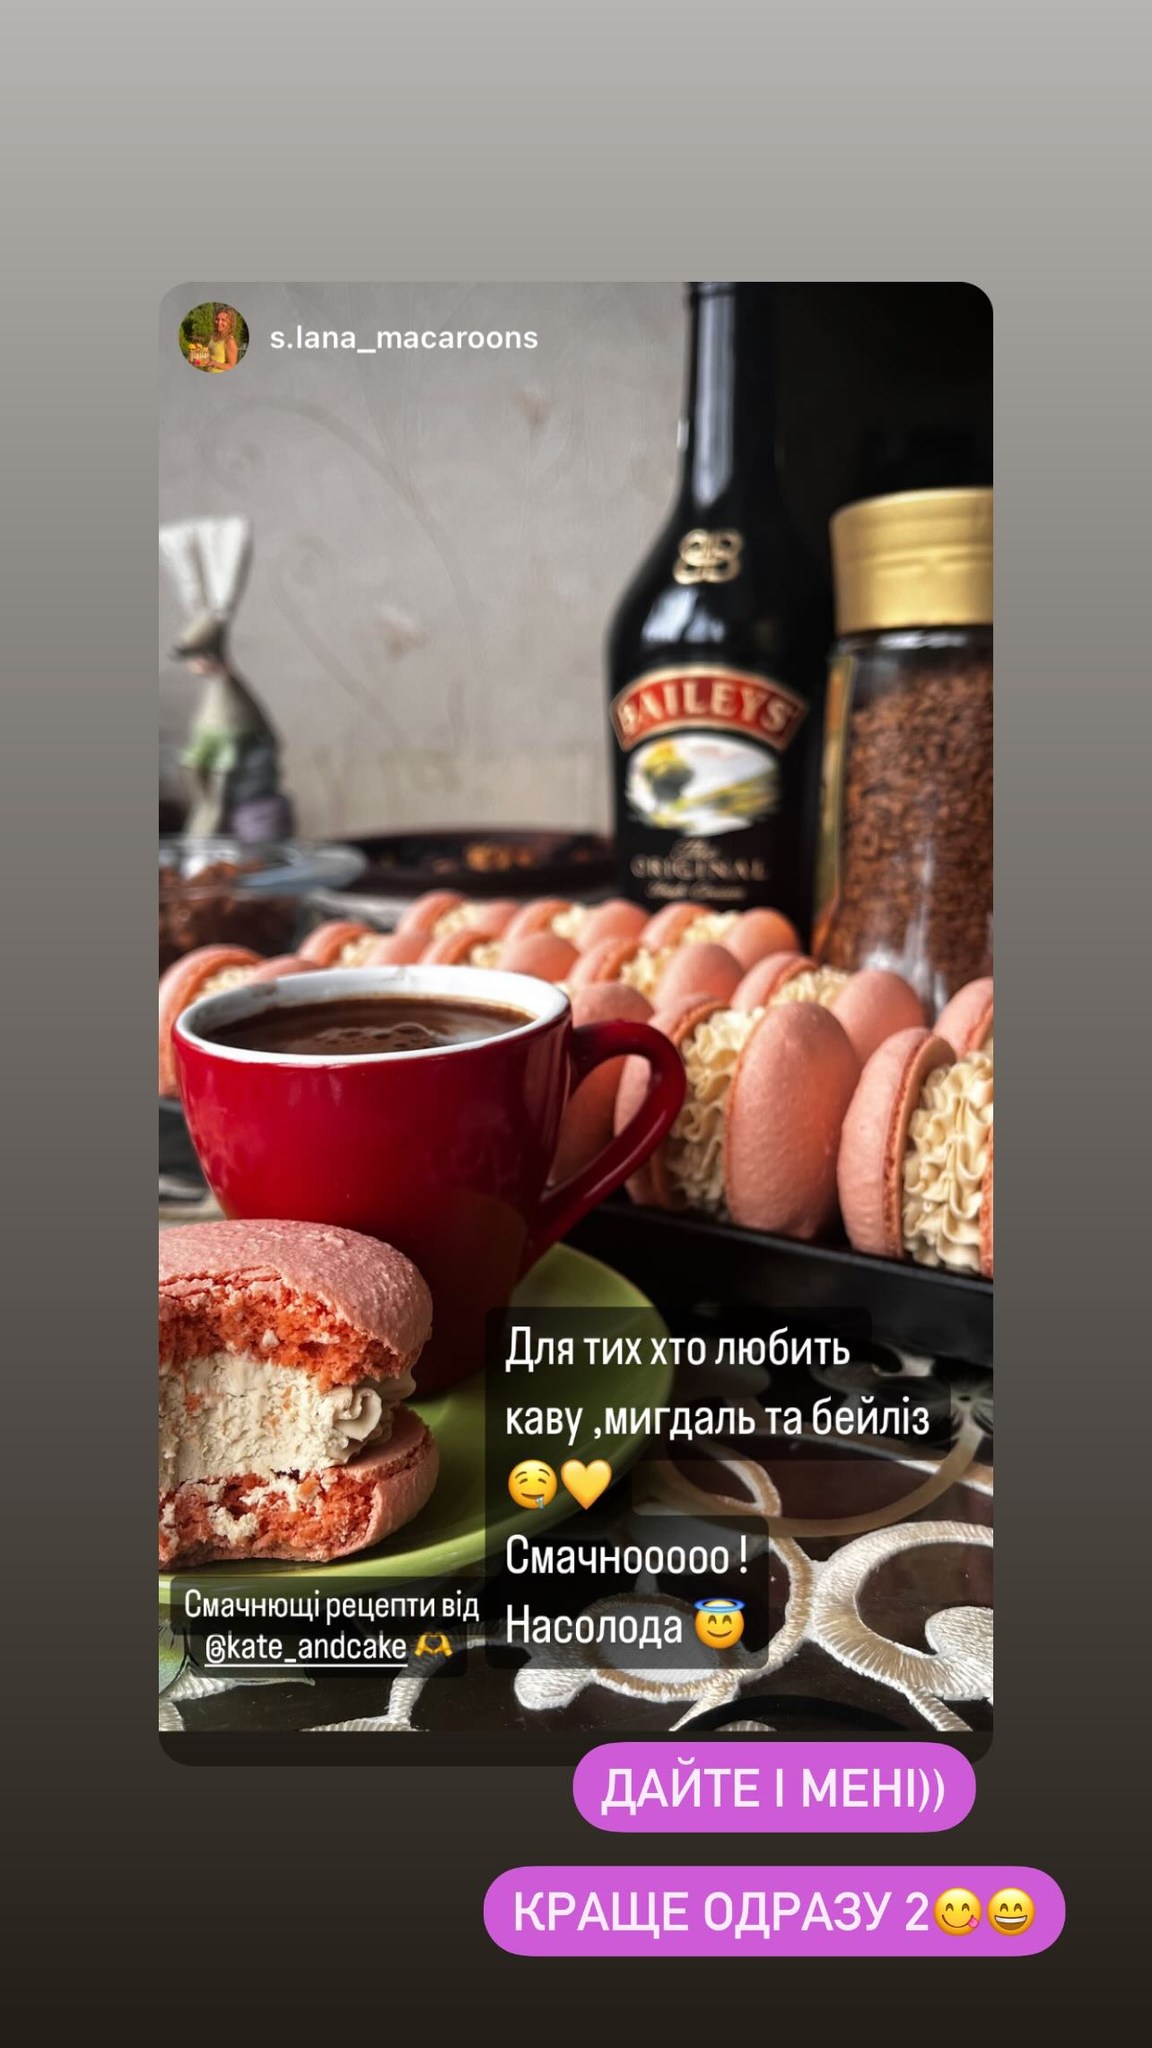 s.lana_macaroons
BAILEYS
The
ORIGINAL
Для тих хто любить
каву ,мигдаль та бейліз
🤤💛
Смачнооооо !
Насолода 😇
Смачнющі рецепти від
@kate_andcake 🫶
ДАЙТЕ І МЕНІ))
КРАЩЕ ОДРАЗУ 2😋😄